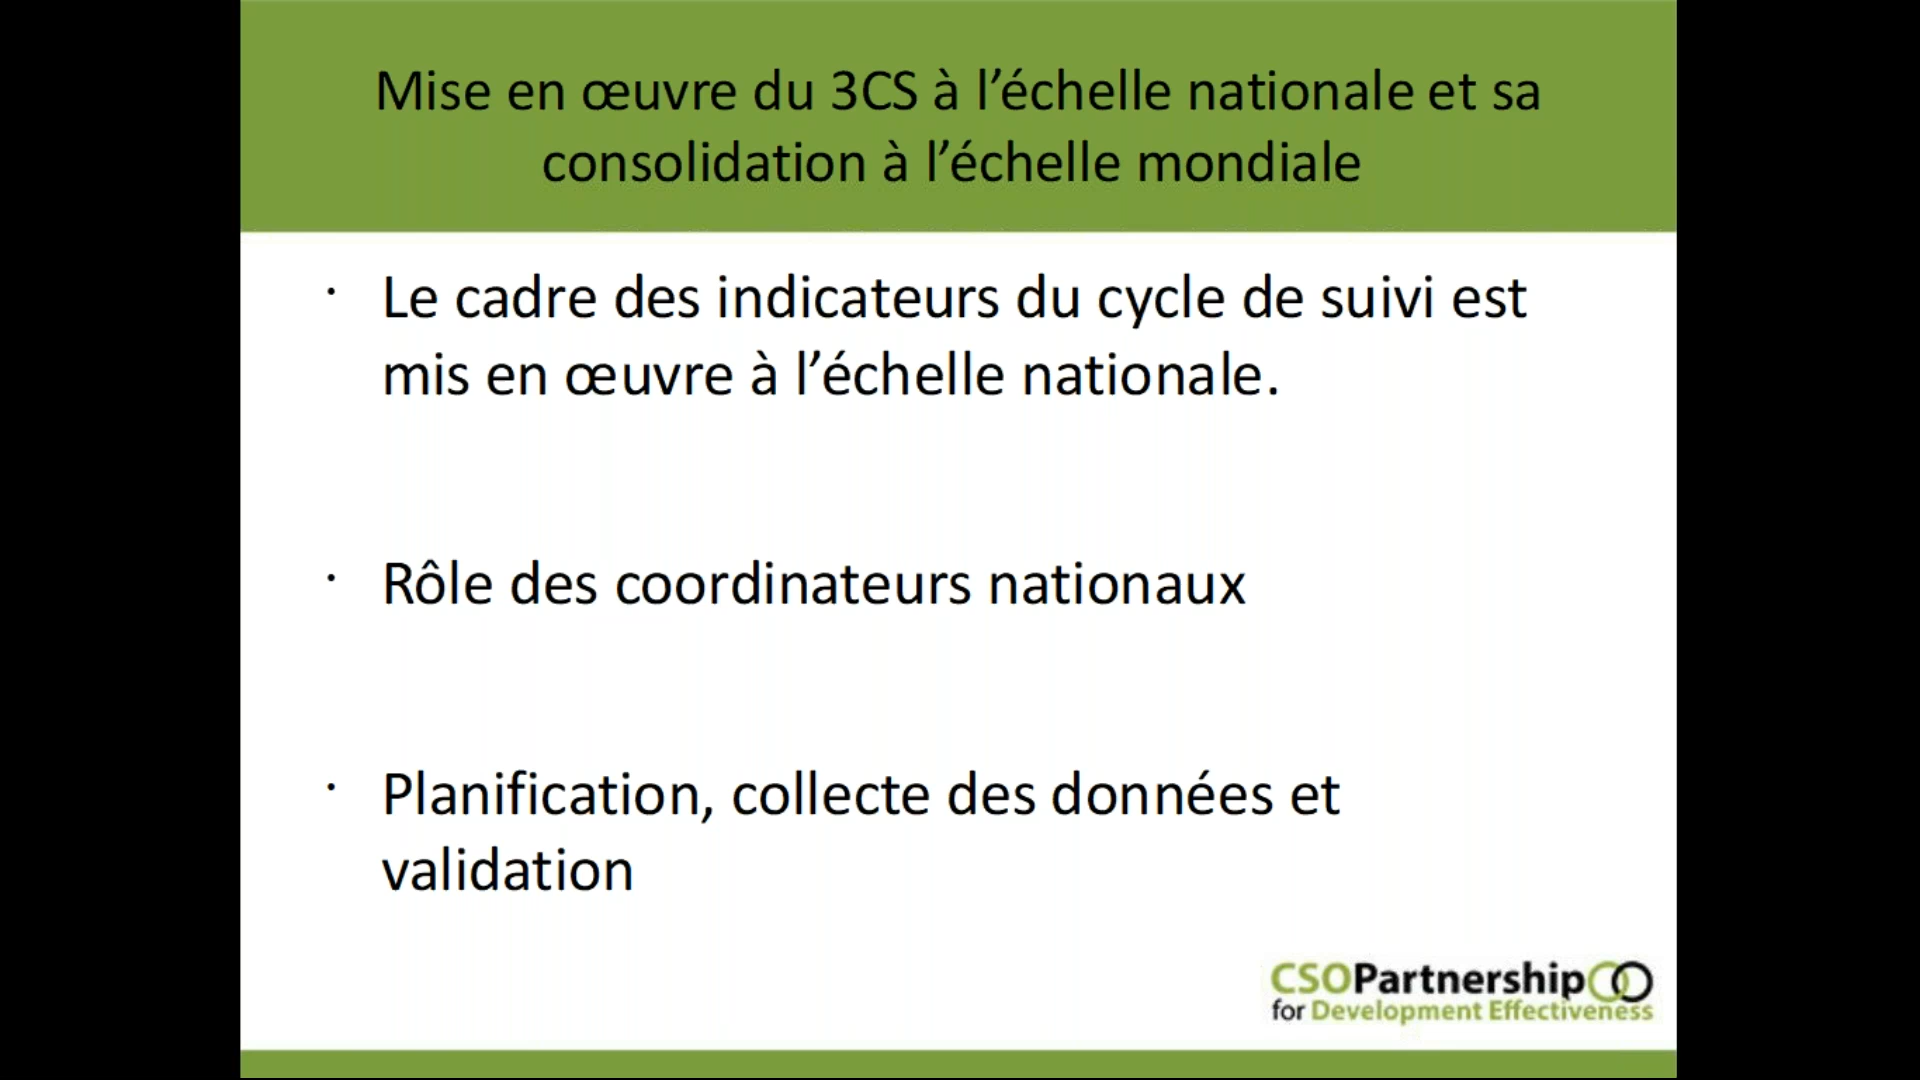 Mise en œuvre du 3CS à l’échelle nationale et sa
consolidation à l’échelle mondiale
· Le cadre des indicateurs du cycle de suivi est
mis en œuvre à l’échelle nationale.
· Rôle des coordinateurs nationaux
· Planification, collecte des données et
validation
CSOPartnership
for Development Effectiveness